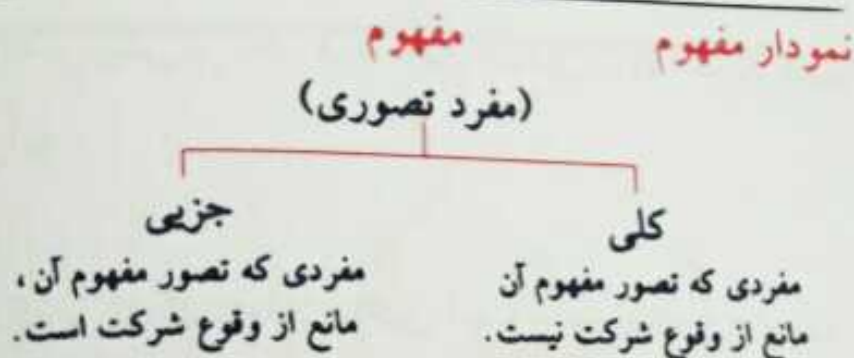 نمودار مفهوم
مفهوم
(مفرد تصوری)
کلی
مفردی که تصور مفهوم آن
مانع از وقوع شرکت نیست.
جزیی
مفردی که تصور مفهوم آن،
مانع از وقوع شرکت است.